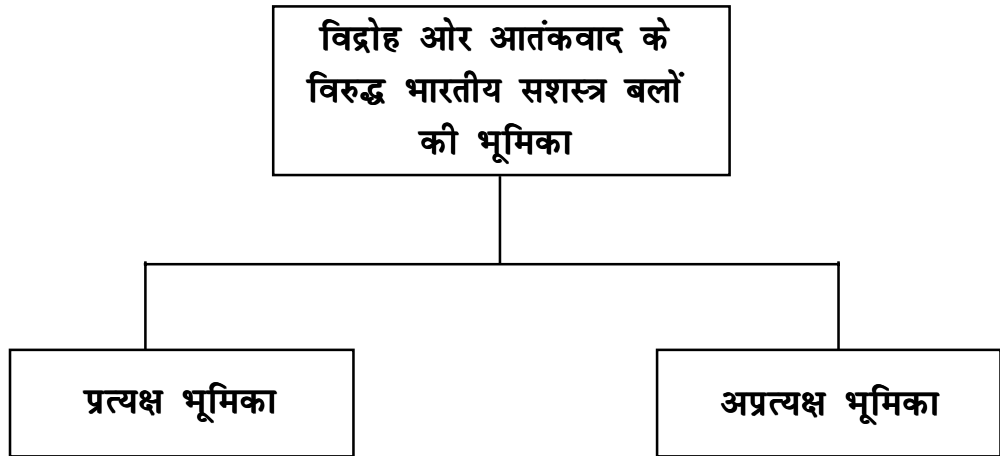 विद्रोह ओर आतंकवाद के
विरुद्ध भारतीय सशस्त्र बलों
की भूमिका
प्रत्यक्ष भूमिका
अप्रत्यक्ष भूमिका